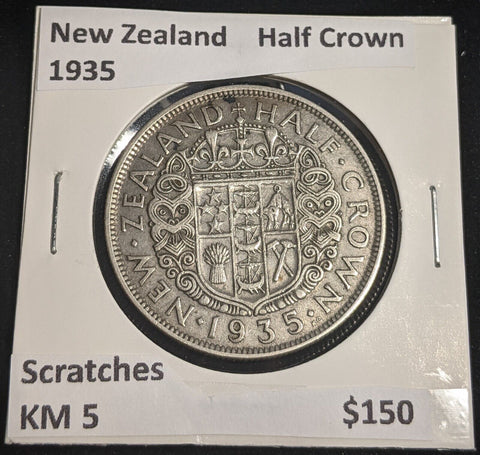 New Zealand Half Crown
1935
NEW · ZEALAND HALF · CROWN
· 1935 ·
Scratches
KM 5 $150